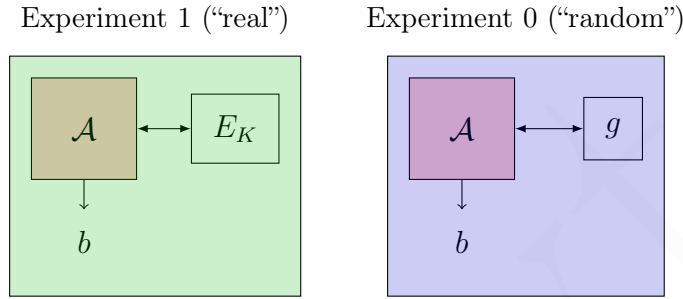 Experiment 1 (“real”)
𝒜
E_K
b
Experiment 0 (“random”)
𝒜
g
b